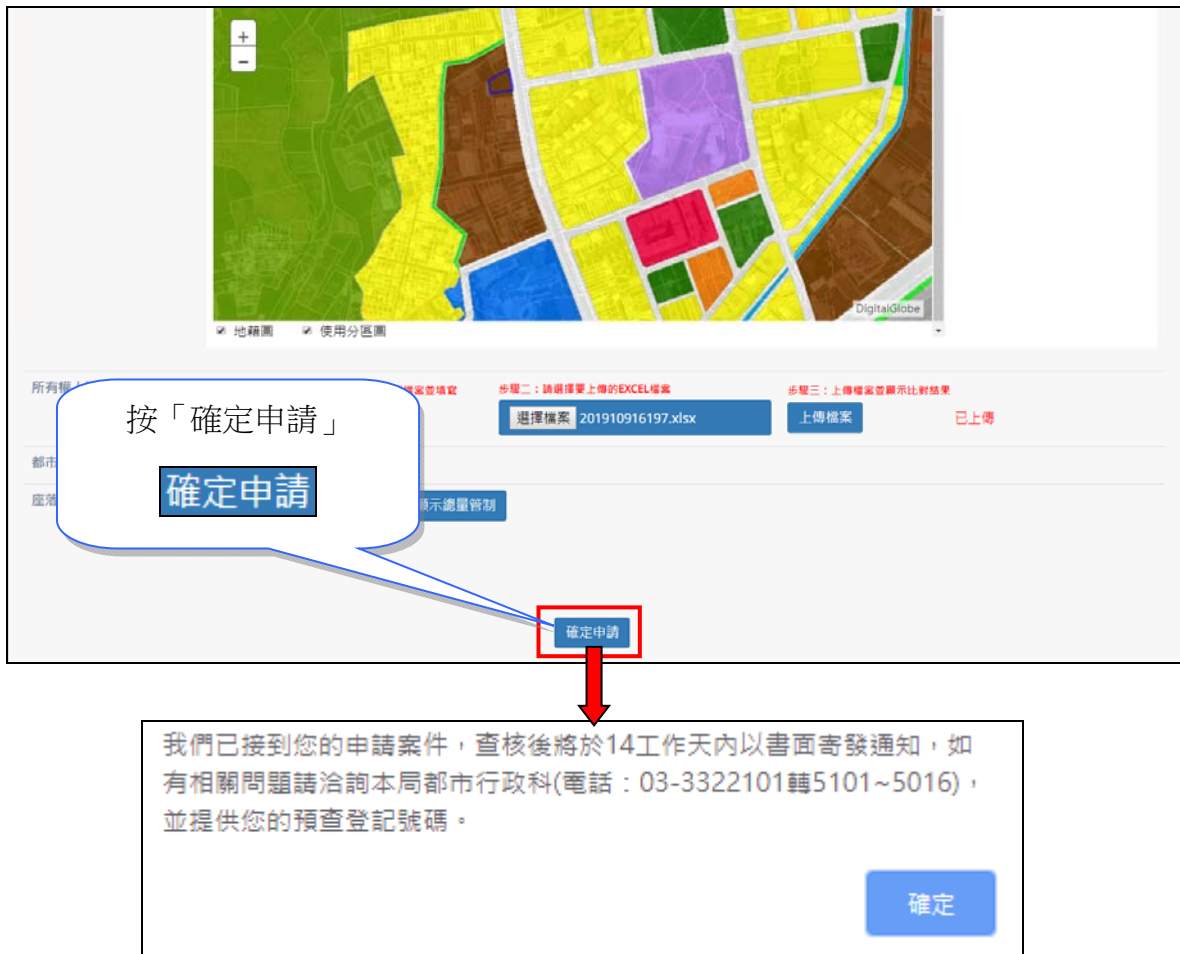 +
−
DigitalGlobe
地籍圖 使用分區圖
所有權
檔案並填寫
步驟二：請選擇要上傳的EXCEL檔案
步驟三：上傳檔案並顯示比對結果
選擇檔案 201910916197.xlsx
上傳檔案
已上傳
按「確定申請」
確定申請
都市
座落
顯示總量管制
確定申請
我們已接到您的申請案件，查核後將於14工作天內以書面寄發通知，如
有相關問題請洽詢本局都市行政科(電話：03-3322101轉5101~5016)，
並提供您的預查登記號碼。
確定